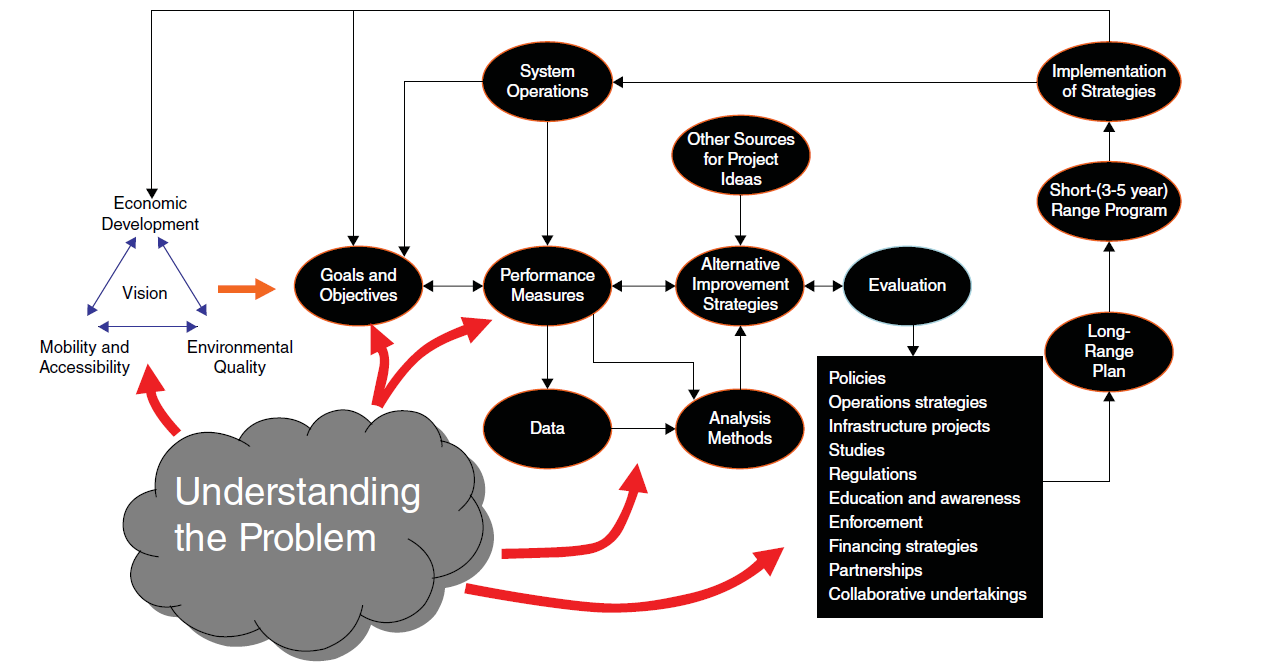 System
Operations
Implementation
of Strategies
Other Sources
for Project
Ideas
Short-(3-5 year)
Range Program
Economic
Development
Vision
Mobility and
Accessibility
Environmental
Quality
Goals and
Objectives
Performance
Measures
Alternative
Improvement
Strategies
Evaluation
Long-
Range
Plan
Data
Analysis
Methods
Policies
Operations strategies
Infrastructure projects
Studies
Regulations
Education and awareness
Enforcement
Financing strategies
Partnerships
Collaborative undertakings
Understanding
the Problem